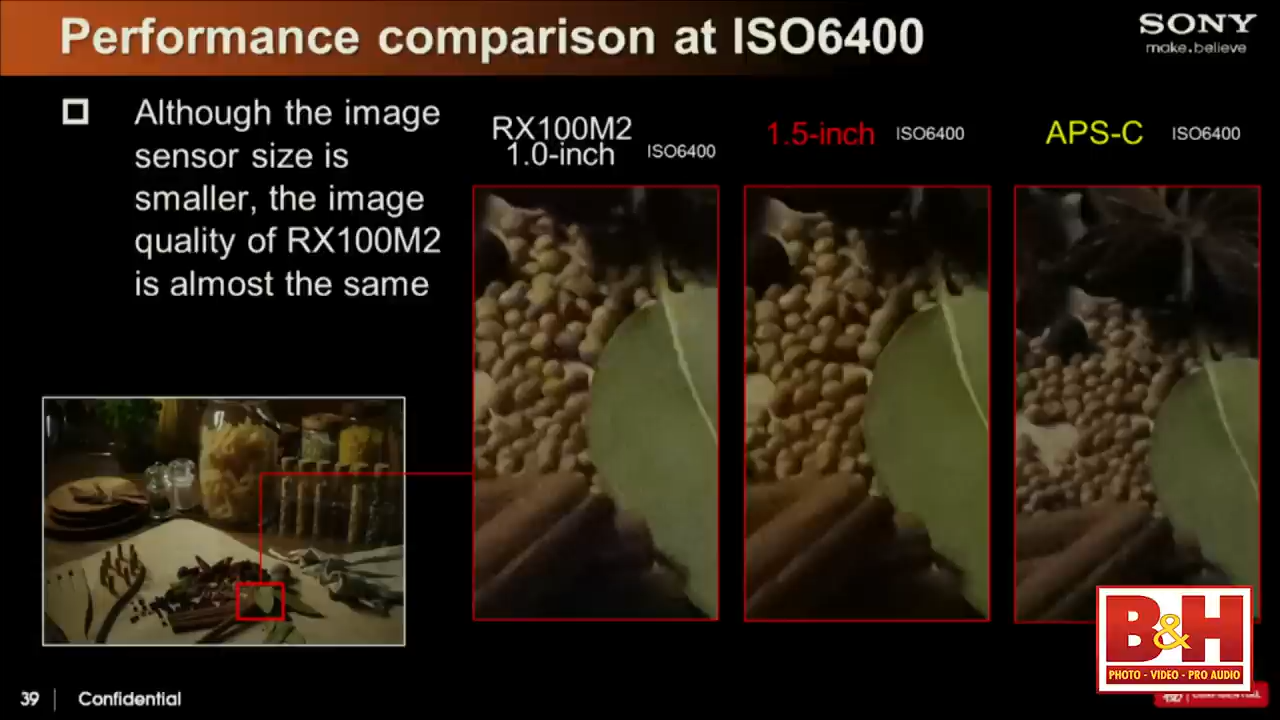 Performance comparison at ISO6400
SONY
make.believe
Although the image
sensor size is
smaller, the image
quality of RX100M2
is almost the same
RX100M2
1.0-inch ISO6400
1.5-inch ISO6400
APS-C ISO6400
B&H
PHOTO - VIDEO - PRO AUDIO
39 Confidential